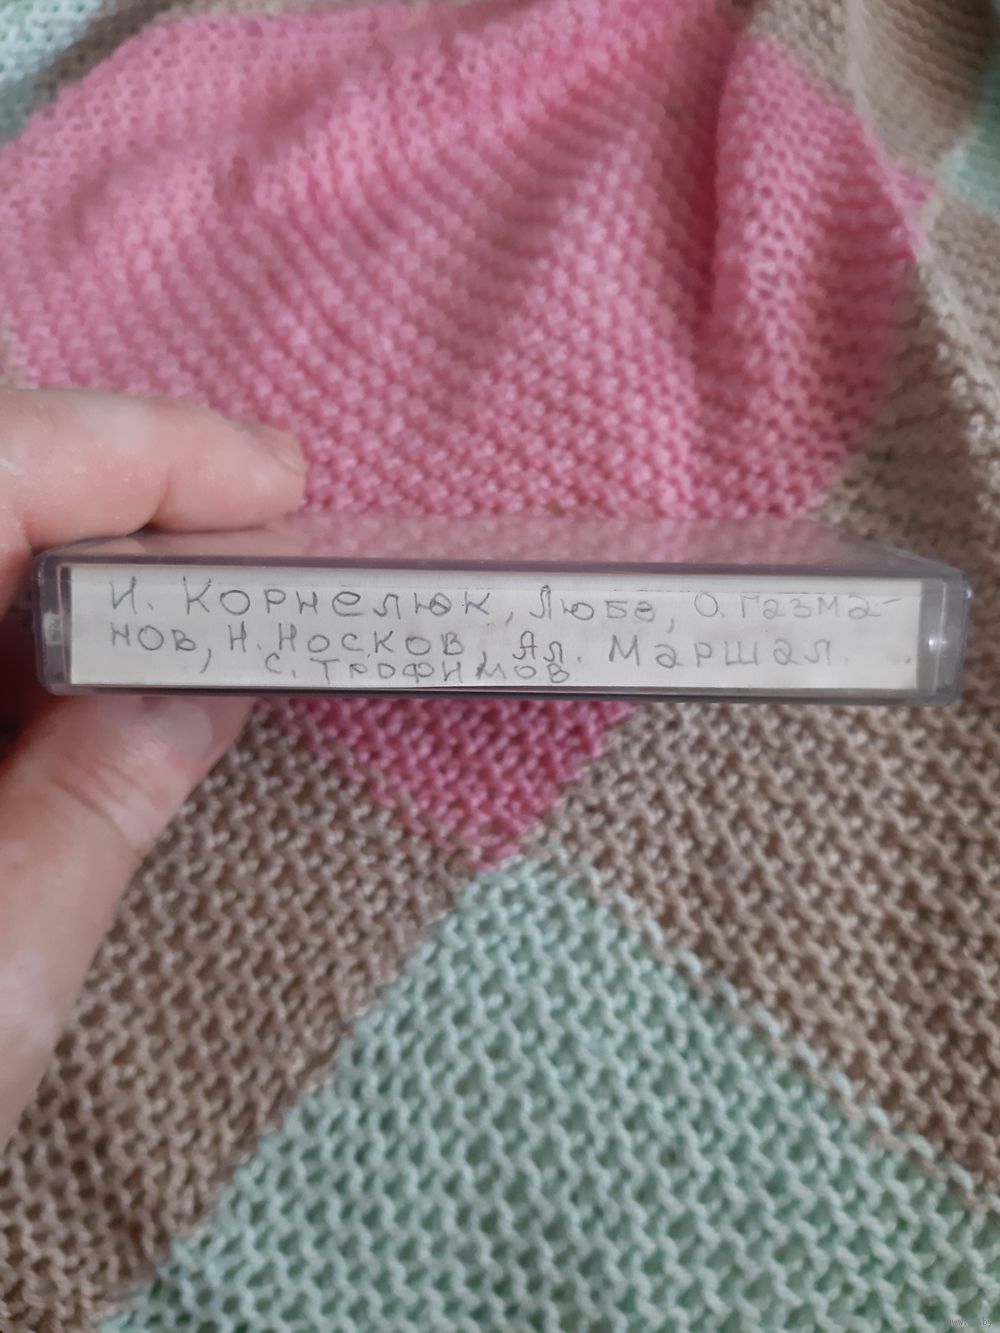 И. Корнелюк, Любэ, О. Газма-
нов, Н. Носков, Ал. Маршал.
, С. Трофимов